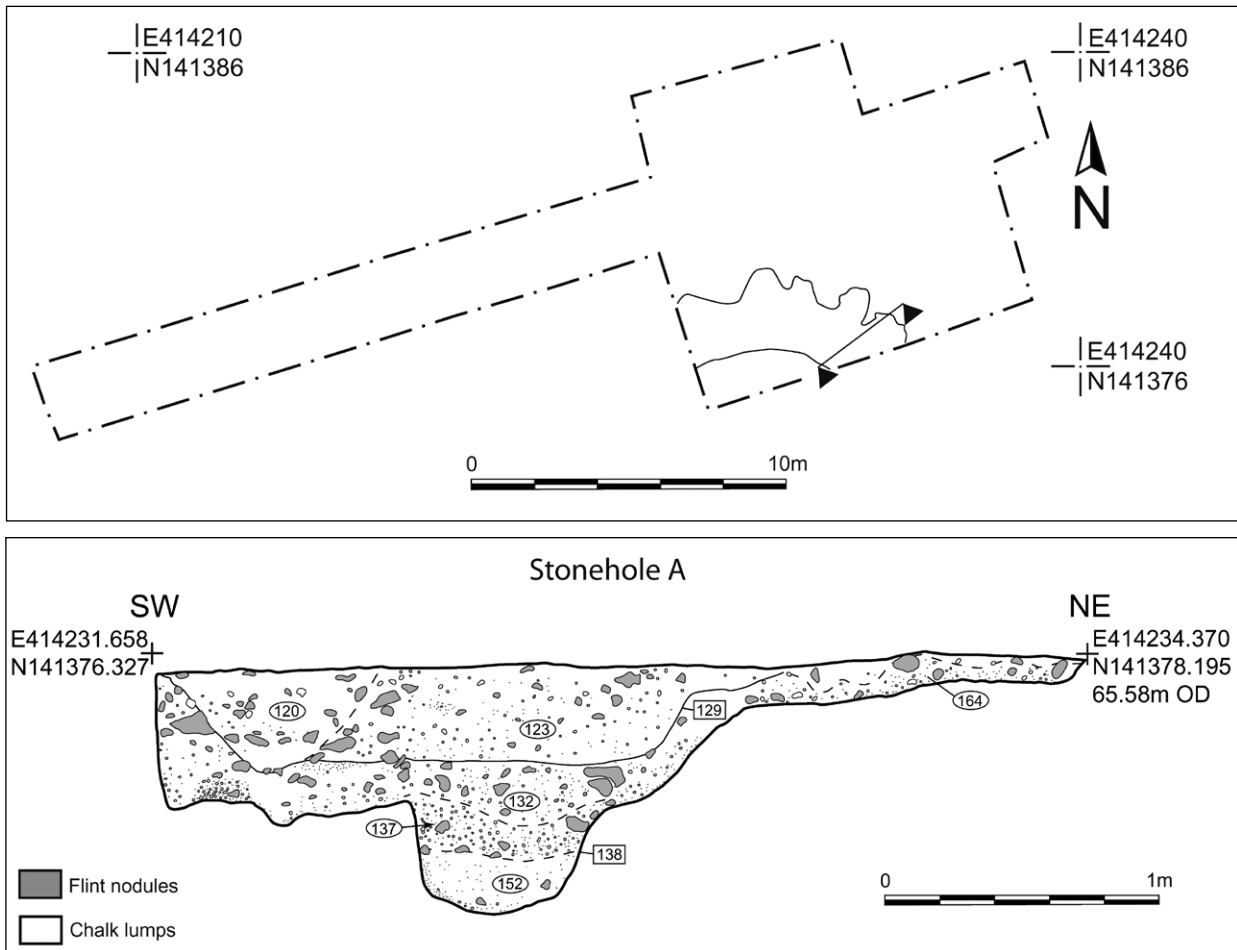 E414210
N141386
E414240
N141386
N
E414240
N141376
0 10m
Stonehole A
SW
NE
E414231.658
N141376.327
E414234.370
N141378.195
65.58m OD
120
123
129
164
132
137
138
152
Flint nodules
Chalk lumps
0 1m